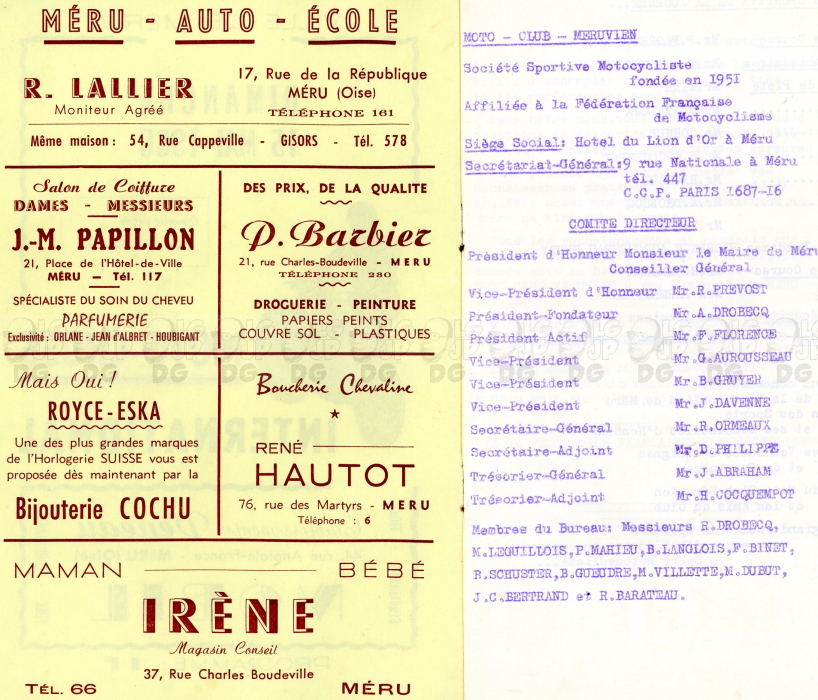 MÉRU - AUTO - ÉCOLE
R. LALLIER
Moniteur Agréé
17, Rue de la République
MÉRU (Oise)
TÉLÉPHONE 161
Même maison : 54, Rue Cappeville - GISORS - Tél. 578
Salon de Coiffure
DAMES - MESSIEURS
J.-M. PAPILLON
21, Place de l'Hôtel-de-Ville
MÉRU - Tél. 117
SPÉCIALISTE DU SOIN DU CHEVEU
PARFUMERIE
Exclusivité : ORLANE - JEAN d'ALBRET - HOUBIGANT
DES PRIX, DE LA QUALITE
P. Barbier
21, rue Charles-Boudeville - MERU
TÉLÉPHONE 280
DROGUERIE - PEINTURE
PAPIERS PEINTS
COUVRE SOL - PLASTIQUES
Mais Oui !
ROYCE-ESKA
Une des plus grandes marques
de l'Horlogerie SUISSE vous est
proposée dès maintenant par la
Bijouterie COCHU
Boucherie Chevaline
RENÉ
HAUTOT
76, rue des Martyrs - MERU
Téléphone : 6
MAMAN BÉBÉ
IRÈNE
Magasin Conseil
37, Rue Charles Boudeville
TÉL. 66 MÉRU
MOTO - CLUB - MERUVIEN
Société Sportive Motocycliste
fondée en 1951
Affiliée à la Fédération Française
de Motocyclisme
Siège Social: Hotel du Lion d'Or à Méru
Secrétariat-Général:9 rue Nationale à Méru
tél. 447
C.C.P. PARIS 1687-16
COMITE DIRECTEUR
Président d'Honneur Monsieur le Maire de Méru
Conseiller Général
Vice-Président d'Honneur Mr.R.PREVOST
Président-Fondateur Mr.A.DROBECQ
Président Actif Mr.F.FLORENCE
Vice-Président Mr.G.AUROUSSEAU
Vice-Président Mr.B.GRUYER
Vice-Président Mr.J.DAVENNE
Secrétaire-Général Mr.R.ORMEAUX
Secrétaire-Adjoint Mr.D.PHILIPPE
Trésorier-Général Mr.J.ABRAHAM
Trésorier-Adjoint Mr.H.COCQUEMPOT
Membres du Bureau: Messieurs R.DROBECQ,
M.LEQUILLOIS,P.MAHIEU,B.LANGLOIS,F.BINET,
R.SCHUSTER,B.GUEUDRE,M.VILLETTE,M.DUBUT,
J.C.BERTRAND et R.BARATEAU.